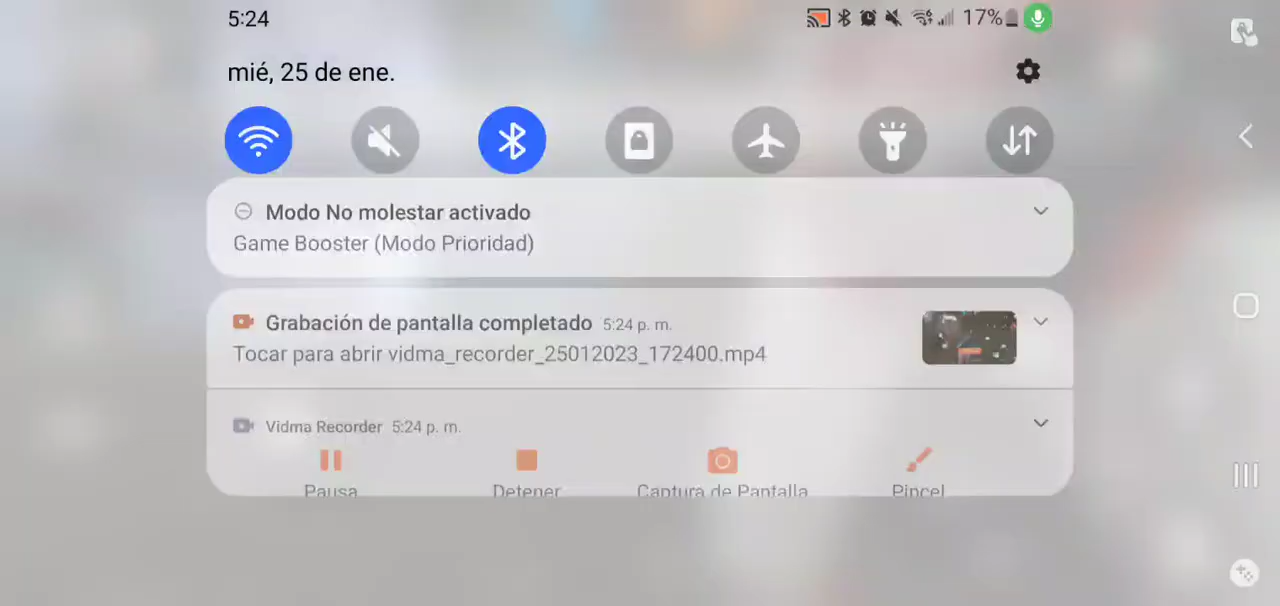 5:24
17%
mié, 25 de ene.
Modo No molestar activado
Game Booster (Modo Prioridad)
Grabación de pantalla completado 5:24 p. m.
Tocar para abrir vidma_recorder_25012023_172400.mp4
Vidma Recorder 5:24 p. m.
Pausa
Detener
Captura de Pantalla
Pincel